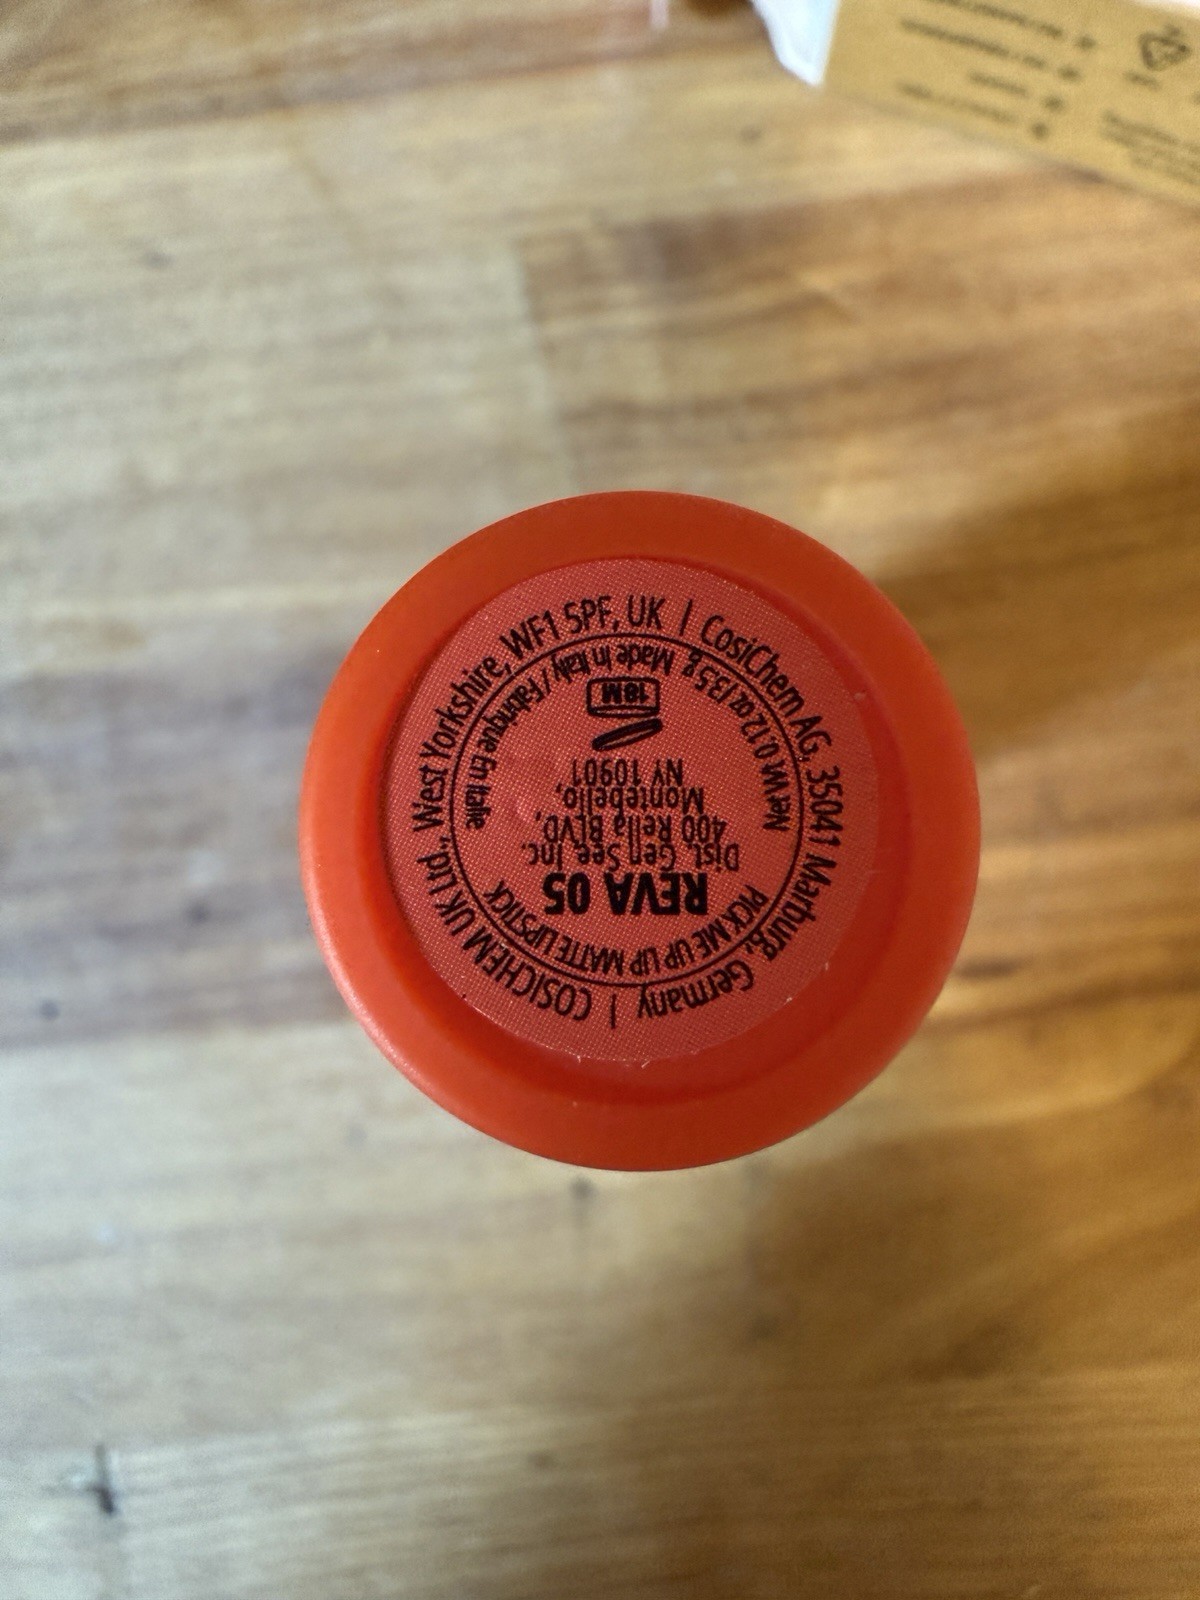 COSICHEM UK Ltd., West Yorkshire, WF1 5PF, UK | CosiChem AG, 35041 Marburg, Germany |
PICK ME UP LIP MATTE LIPSTICK
REVA 05
Dist. Gen See, Inc.
400 Rella BLVD,
Montebello,
NY 10901
18M
Net Wt 0.12 oz (3.5 g Made In Italy / Fabriqué En Italie